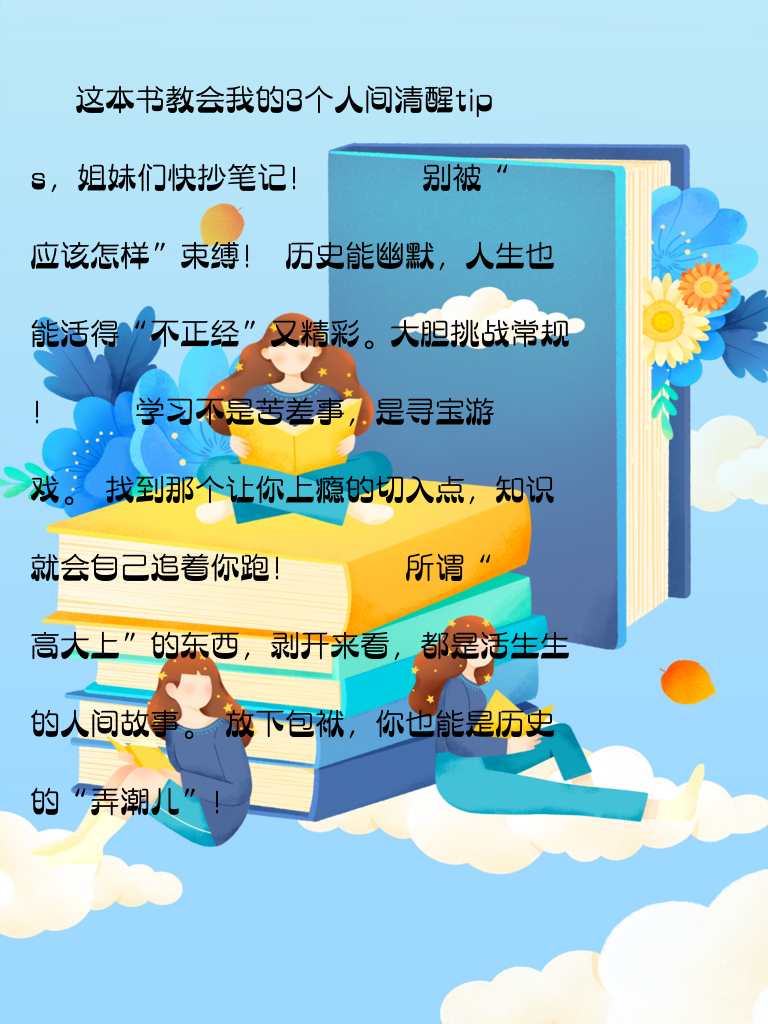 这本书教会我的3个人间清醒tip
s，姐妹们快抄笔记！ 别被“
应该怎样”束缚！ 历史能幽默，人生也
能活得“不正经”又精彩。大胆挑战常规
！ 学习不是苦差事，是寻宝游
戏。 找到那个让你上瘾的切入点，知识
就会自己追着你跑！ 所谓“
高大上”的东西，剥开来看，都是活生生
的人间故事。 放下包袱，你也能是历史
的“弄潮儿”！